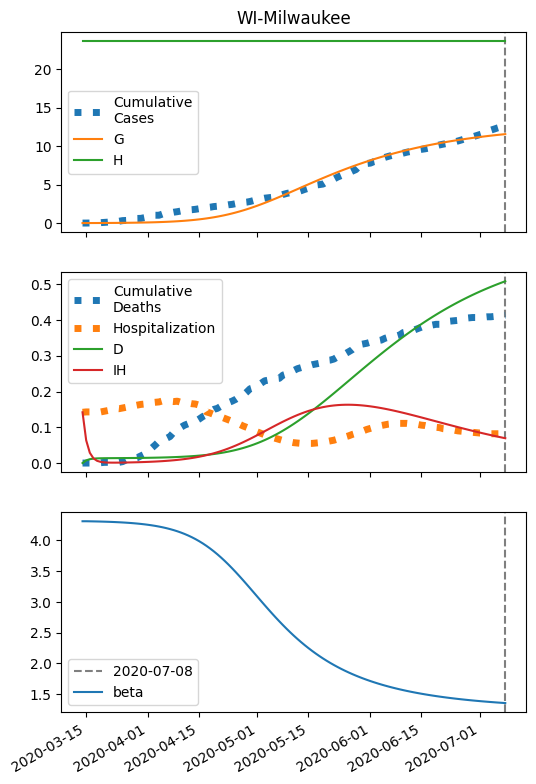 WI-Milwaukee
20
15
10
5
0
Cumulative
Cases
G
H
0.5
0.4
0.3
0.2
0.1
0.0
Cumulative
Deaths
Hospitalization
D
IH
4.0
3.5
3.0
2.5
2.0
1.5
2020-07-08
beta
2020-03-15
2020-04-01
2020-04-15
2020-05-01
2020-05-15
2020-06-01
2020-06-15
2020-07-01